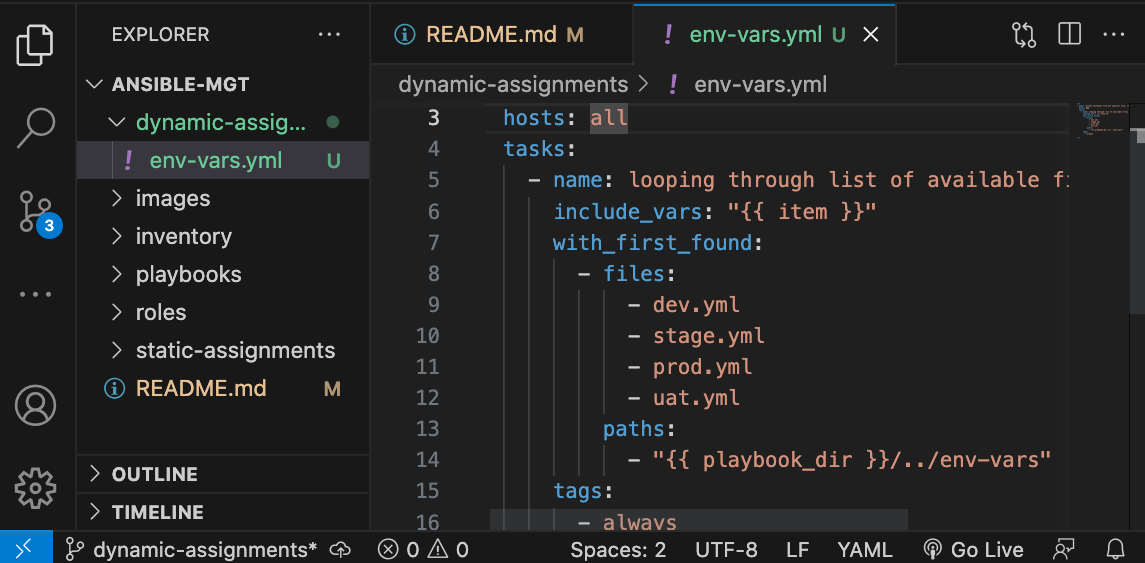 EXPLORER
ANSIBLE-MGT
dynamic-assig...
! env-vars.yml U
images
inventory
playbooks
roles
static-assignments
README.md M
OUTLINE
TIMELINE
3
README.md M
! env-vars.yml U
dynamic-assignments > ! env-vars.yml
3 hosts: all
4 tasks:
5 - name: looping through list of available
6 include_vars: "{{ item }}"
7 with_first_found:
8 - files:
9 - dev.yml
10 - stage.yml
11 - prod.yml
12 - uat.yml
13 paths:
14 - "{{ playbook_dir }}/../env-vars"
15 tags:
16 - always
dynamic-assignments* 0 0 Spaces: 2 UTF-8 LF YAML Go Live